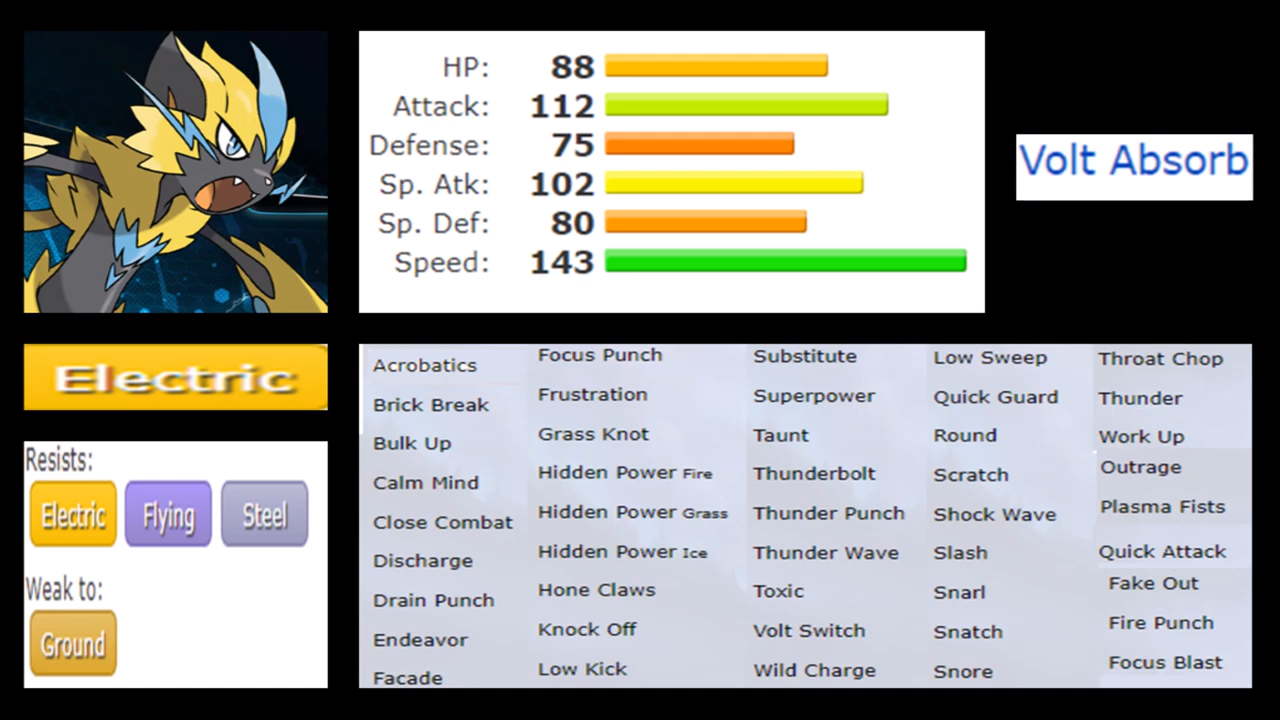 HP: 88
Attack: 112
Defense: 75
Sp. Atk: 102
Sp. Def: 80
Speed: 143
Volt Absorb
Electric
Resists:
Electric Flying Steel
Weak to:
Ground
Acrobatics
Brick Break
Bulk Up
Calm Mind
Close Combat
Discharge
Drain Punch
Endeavor
Facade
Focus Punch
Frustration
Grass Knot
Hidden Power Fire
Hidden Power Grass
Hidden Power Ice
Hone Claws
Knock Off
Low Kick
Substitute
Superpower
Taunt
Thunderbolt
Thunder Punch
Thunder Wave
Toxic
Volt Switch
Wild Charge
Low Sweep
Quick Guard
Round
Scratch
Shock Wave
Slash
Snarl
Snatch
Snore
Throat Chop
Thunder
Work Up
Outrage
Plasma Fists
Quick Attack
Fake Out
Fire Punch
Focus Blast